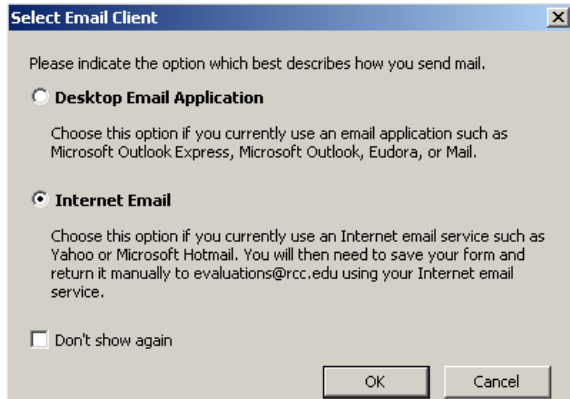 Select Email Client
Please indicate the option which best describes how you send mail.
Desktop Email Application
Choose this option if you currently use an email application such as
Microsoft Outlook Express, Microsoft Outlook, Eudora, or Mail.
Internet Email
Choose this option if you currently use an Internet email service such as
Yahoo or Microsoft Hotmail. You will then need to save your form and
return it manually to evaluations@rcc.edu using your Internet email
service.
Don't show again
OK Cancel